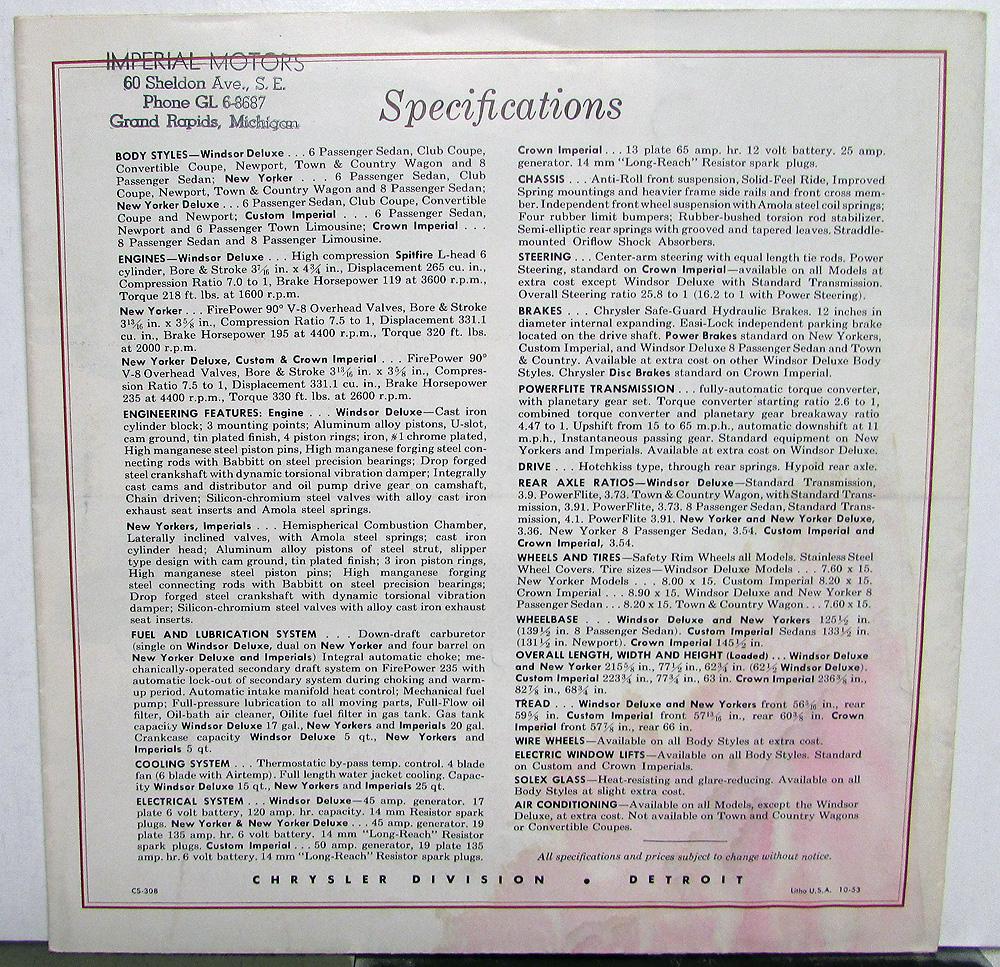 IMPERIAL MOTORS
60 Sheldon Ave., S. E.
Phone GL 6-8687
Grand Rapids, Michigan
Specifications
BODY STYLES—Windsor Deluxe . . . 6 Passenger Sedan, Club Coupe,
Convertible Coupe, Newport, Town & Country Wagon and 8
Passenger Sedan; New Yorker . . . 6 Passenger Sedan, Club
Coupe, Newport, Town & Country Wagon and 8 Passenger Sedan;
New Yorker Deluxe . . . 6 Passenger Sedan, Club Coupe, Convertible
Coupe and Newport; Custom Imperial . . . 6 Passenger Sedan,
Newport and 6 Passenger Town Limousine; Crown Imperial . . .
8 Passenger Sedan and 8 Passenger Limousine.
ENGINES—Windsor Deluxe . . . High compression Spitfire L-head 6
cylinder, Bore & Stroke 3 7/16 in. x 4 3/4 in., Displacement 265 cu. in.,
Compression Ratio 7.0 to 1, Brake Horsepower 119 at 3600 r.p.m.,
Torque 218 ft. lbs. at 1600 r.p.m.
New Yorker . . . FirePower 90° V-8 Overhead Valves, Bore & Stroke
3 13/16 in. x 3 5/8 in., Compression Ratio 7.5 to 1, Displacement 331.1
cu. in., Brake Horsepower 195 at 4400 r.p.m., Torque 320 ft. lbs.
at 2000 r.p.m.
New Yorker Deluxe, Custom & Crown Imperial . . . FirePower 90°
V-8 Overhead Valves, Bore & Stroke 3 13/16 in. x 3 5/8 in., Compres-
sion Ratio 7.5 to 1, Displacement 331.1 cu. in., Brake Horsepower
235 at 4400 r.p.m., Torque 330 ft. lbs. at 2600 r.p.m.
ENGINEERING FEATURES: Engine . . . Windsor Deluxe—Cast iron
cylinder block; 3 mounting points; Aluminum alloy pistons, U-slot,
cam ground, tin plated finish, 4 piston rings; iron, #1 chrome plated,
High manganese steel piston pins, High manganese forging steel con-
necting rods with Babbitt on steel precision bearings; Drop forged
steel crankshaft with dynamic torsional vibration damper; Integrally
cast cams and distributor and oil pump drive gear on camshaft,
Chain driven; Silicon-chromium steel valves with alloy cast iron
exhaust seat inserts and Amola steel springs.
New Yorkers, Imperials . . . Hemispherical Combustion Chamber,
Laterally inclined valves, with Amola steel springs; cast iron
cylinder head; Aluminum alloy pistons of steel strut, slipper
type design with cam ground, tin plated finish; 3 iron piston rings,
High manganese steel piston pins; High manganese forging
steel connecting rods with Babbitt on steel precision bearings;
Drop forged steel crankshaft with dynamic torsional vibration
damper; Silicon-chromium steel valves with alloy cast iron exhaust
seat inserts.
FUEL AND LUBRICATION SYSTEM . . . Down-draft carburetor
(single on Windsor Deluxe, dual on New Yorker and four barrel on
New Yorker Deluxe and Imperials) Integral automatic choke; me-
chanically-operated secondary draft system on FirePower 235 with
automatic lock-out of secondary system during choking and warm-
up period. Automatic intake manifold heat control; Mechanical fuel
pump; Full-pressure lubrication to all moving parts, Full-Flow oil
filter, Oil-bath air cleaner, Oilite fuel filter in gas tank. Gas tank
capacity Windsor Deluxe 17 gal., New Yorkers and Imperials 20 gal.
Crankcase capacity Windsor Deluxe 5 qt., New Yorkers and
Imperials 5 qt.
COOLING SYSTEM . . . Thermostatic by-pass temp. control. 4 blade
fan (6 blade with Airtemp). Full length water jacket cooling. Capac-
ity Windsor Deluxe 15 qt., New Yorkers and Imperials 25 qt.
ELECTRICAL SYSTEM . . . Windsor Deluxe—45 amp. generator. 17
plate 6 volt battery, 120 amp. hr. capacity. 14 mm Resistor spark
plugs. New Yorker & New Yorker Deluxe . . . 45 amp. generator. 19
plate 135 amp. hr. 6 volt battery. 14 mm "Long-Reach" Resistor
spark plugs. Custom Imperial . . . 50 amp. generator, 19 plate 135
amp. hr. 6 volt battery. 14 mm "Long-Reach" Resistor spark plugs.
Crown Imperial . . . 13 plate 65 amp. hr. 12 volt battery. 25 amp.
generator. 14 mm "Long-Reach" Resistor spark plugs.
CHASSIS . . . Anti-Roll front suspension, Solid-Feel Ride, Improved
Spring mountings and heavier frame side rails and front cross mem-
ber. Independent front wheel suspension with Amola steel coil springs;
Four rubber limit bumpers; Rubber-bushed torsion rod stabilizer.
Semi-elliptic rear springs with grooved and tapered leaves. Straddle-
mounted Oriflow Shock Absorbers.
STEERING . . . Center-arm steering with equal length tie rods. Power
Steering, standard on Crown Imperial—available on all Models at
extra cost except Windsor Deluxe with Standard Transmission.
Overall Steering ratio 25.8 to 1 (16.2 to 1 with Power Steering).
BRAKES . . . Chrysler Safe-Guard Hydraulic Brakes. 12 inches in
diameter internal expanding. Easi-Lock independent parking brake
located on the drive shaft. Power Brakes standard on New Yorkers,
Custom Imperial, and Windsor Deluxe 8 Passenger Sedan and Town
& Country. Available at extra cost on other Windsor Deluxe Body
Styles. Chrysler Disc Brakes standard on Crown Imperial.
POWERFLITE TRANSMISSION . . . fully-automatic torque converter,
with planetary gear set. Torque converter starting ratio 2.6 to 1,
combined torque converter and planetary gear breakaway ratio
4.47 to 1. Upshift from 15 to 65 m.p.h., automatic downshift at 11
m.p.h., Instantaneous passing gear. Standard equipment on New
Yorkers and Imperials. Available at extra cost on Windsor Deluxe.
DRIVE . . . Hotchkiss type, through rear springs. Hypoid rear axle.
REAR AXLE RATIOS—Windsor Deluxe—Standard Transmission,
3.9. PowerFlite, 3.73. Town & Country Wagon, with Standard Trans-
mission, 3.91. PowerFlite, 3.73. 8 Passenger Sedan, Standard Trans-
mission, 4.1. PowerFlite 3.91. New Yorker and New Yorker Deluxe,
3.36. New Yorker 8 Passenger Sedan, 3.54. Custom Imperial and
Crown Imperial, 3.54.
WHEELS AND TIRES—Safety Rim Wheels all Models. Stainless Steel
Wheel Covers. Tire sizes—Windsor Deluxe Models . . . 7.60 x 15.
New Yorker Models . . . 8.00 x 15. Custom Imperial 8.20 x 15.
Crown Imperial . . . 8.90 x 15. Windsor Deluxe and New Yorker 8
Passenger Sedan . . . 8.20 x 15. Town & Country Wagon . . . 7.60 x 15.
WHEELBASE . . . Windsor Deluxe and New Yorkers 125 1/2 in.
(139 1/2 in. 8 Passenger Sedan). Custom Imperial Sedans 133 1/2 in.
(131 1/2 in. Newport). Crown Imperial 145 1/2 in.
OVERALL LENGTH, WIDTH AND HEIGHT (Loaded) . . . Windsor Deluxe
and New Yorker 215 5/8 in., 77 1/2 in., 62 3/4 in. (62 1/2 Windsor Deluxe).
Custom Imperial 223 3/4 in., 77 3/4 in., 63 in. Crown Imperial 236 3/8 in.,
82 7/8 in., 68 3/4 in.
TREAD . . . Windsor Deluxe and New Yorkers front 56 5/16 in., rear
59 5/8 in. Custom Imperial front 57 13/16 in., rear 60 3/8 in. Crown
Imperial front 57 7/8 in., rear 66 in.
WIRE WHEELS—Available on all Body Styles at extra cost.
ELECTRIC WINDOW LIFTS—Available on all Body Styles. Standard
on Custom and Crown Imperials.
SOLEX GLASS—Heat-resisting and glare-reducing. Available on all
Body Styles at slight extra cost.
AIR CONDITIONING—Available on all Models, except the Windsor
Deluxe, at extra cost. Not available on Town and Country Wagons
or Convertible Coupes.
All specifications and prices subject to change without notice.
CHRYSLER DIVISION • DETROIT
CS-308
Litho U.S.A. 10-53